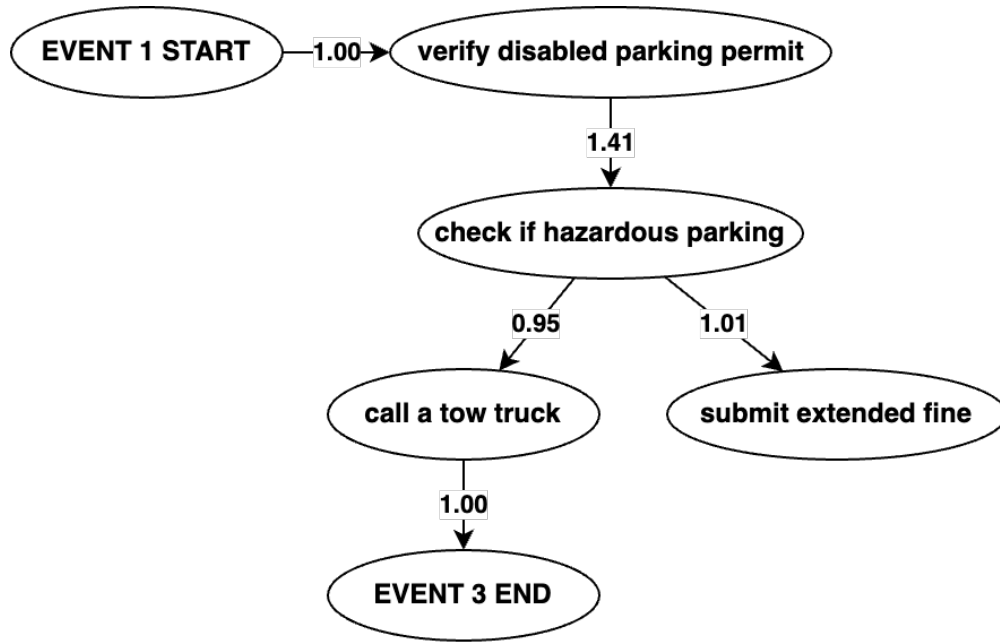 EVENT 1 START
1.00
verify disabled parking permit
1.41
check if hazardous parking
0.95
1.01
call a tow truck
submit extended fine
1.00
EVENT 3 END